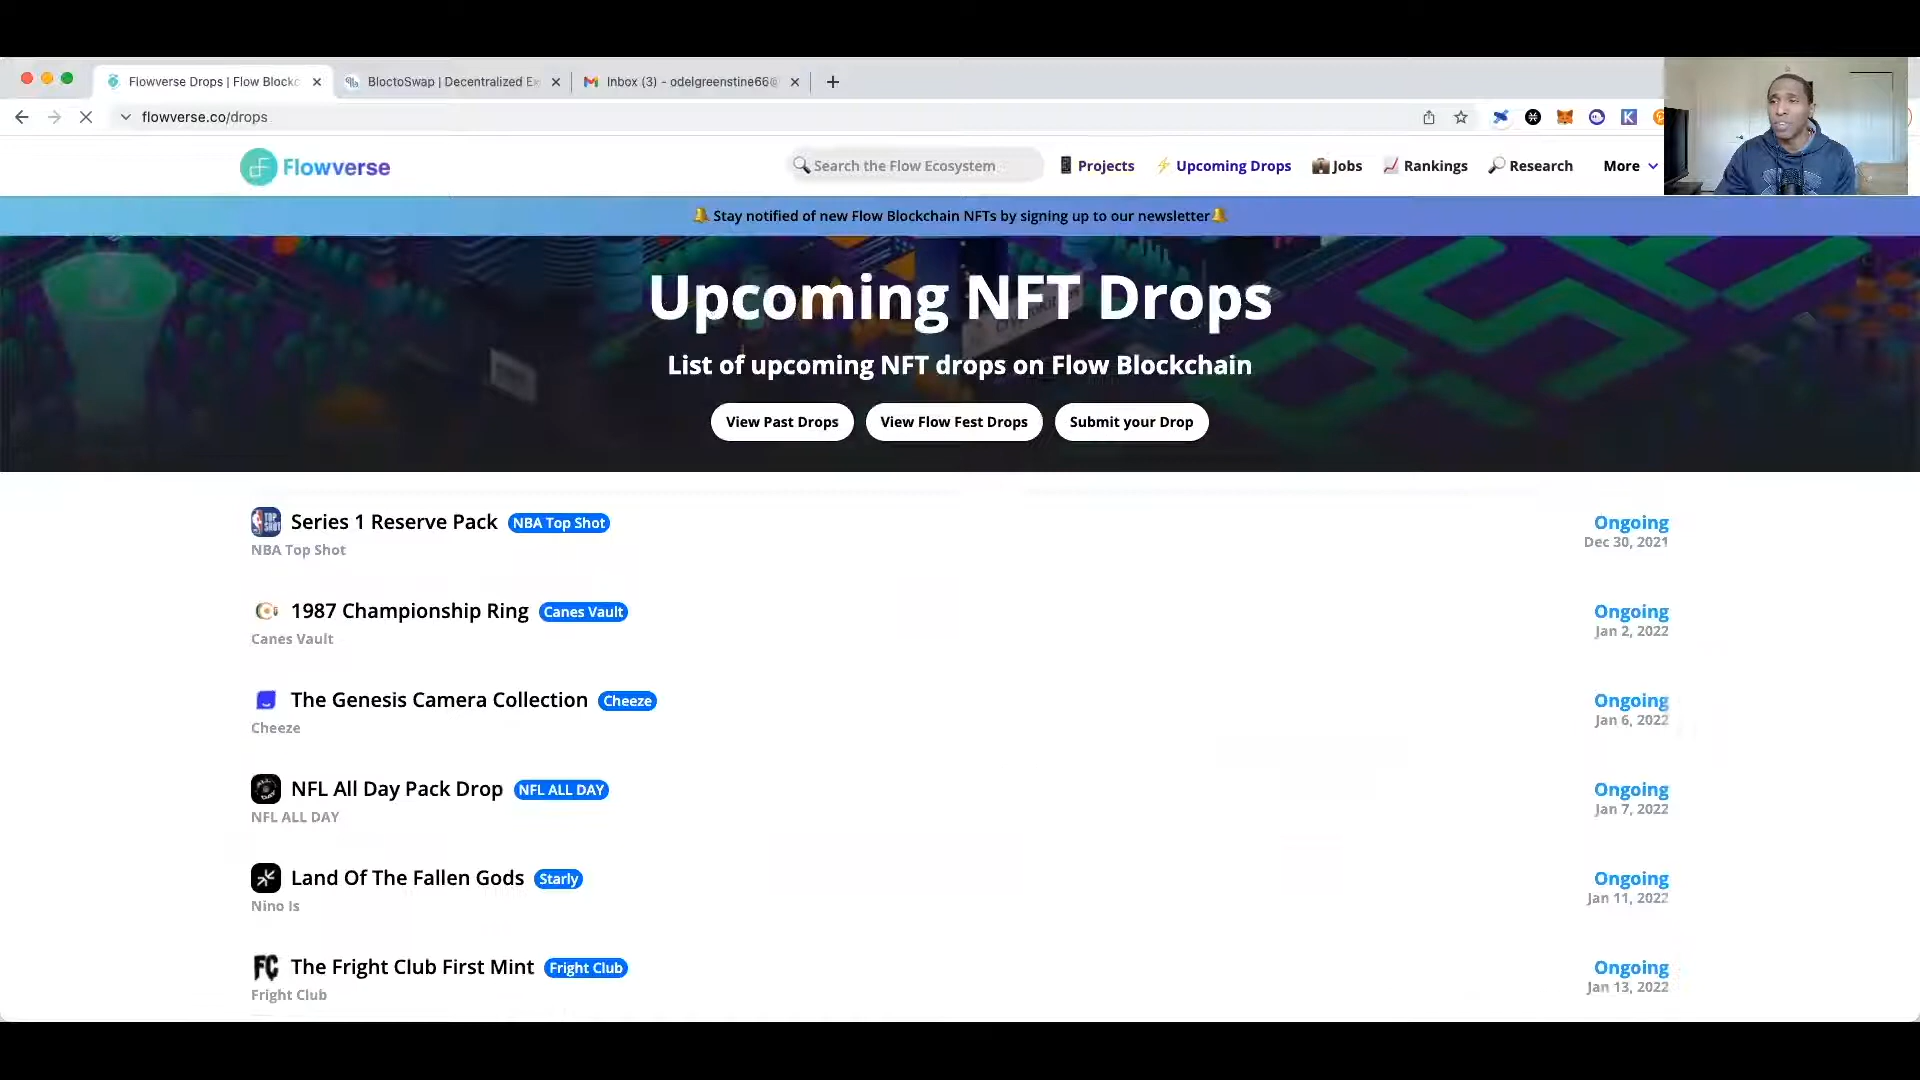 Flowverse Drops | Flow Blockc
BloctoSwap | Decentralized Ex
Inbox (3) - odelgreenstine66@
flowverse.co/drops
Flowverse
Search the Flow Ecosystem
Projects
Upcoming Drops
Jobs
Rankings
Research
More
Stay notified of new Flow Blockchain NFTs by signing up to our newsletter
Upcoming NFT Drops
List of upcoming NFT drops on Flow Blockchain
View Past Drops
View Flow Fest Drops
Submit your Drop
Series 1 Reserve Pack NBA Top Shot
Ongoing
NBA Top Shot
Dec 30, 2021
1987 Championship Ring Canes Vault
Ongoing
Canes Vault
Jan 2, 2022
The Genesis Camera Collection Cheeze
Ongoing
Cheeze
Jan 6, 2022
NFL All Day Pack Drop NFL ALL DAY
Ongoing
NFL ALL DAY
Jan 7, 2022
Land Of The Fallen Gods Starly
Ongoing
Nino Is
Jan 11, 2022
FC The Fright Club First Mint Fright Club
Ongoing
Fright Club
Jan 13, 2022